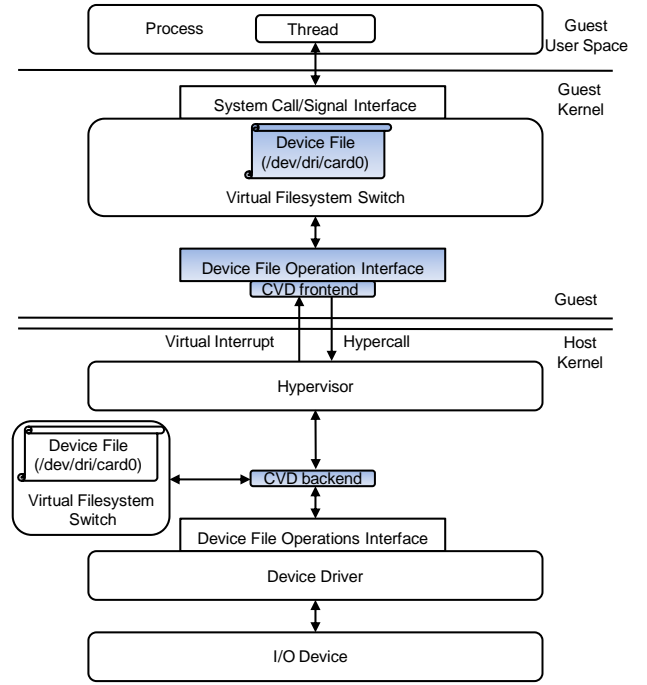 Process
Thread
Guest
User Space
System Call/Signal Interface
Guest
Kernel
Device File
(/dev/dri/card0)
Virtual Filesystem Switch
Device File Operation Interface
CVD frontend
Guest
Virtual Interrupt
Hypercall
Host
Kernel
Hypervisor
Device File
(/dev/dri/card0)
Virtual Filesystem
Switch
CVD backend
Device File Operations Interface
Device Driver
I/O Device